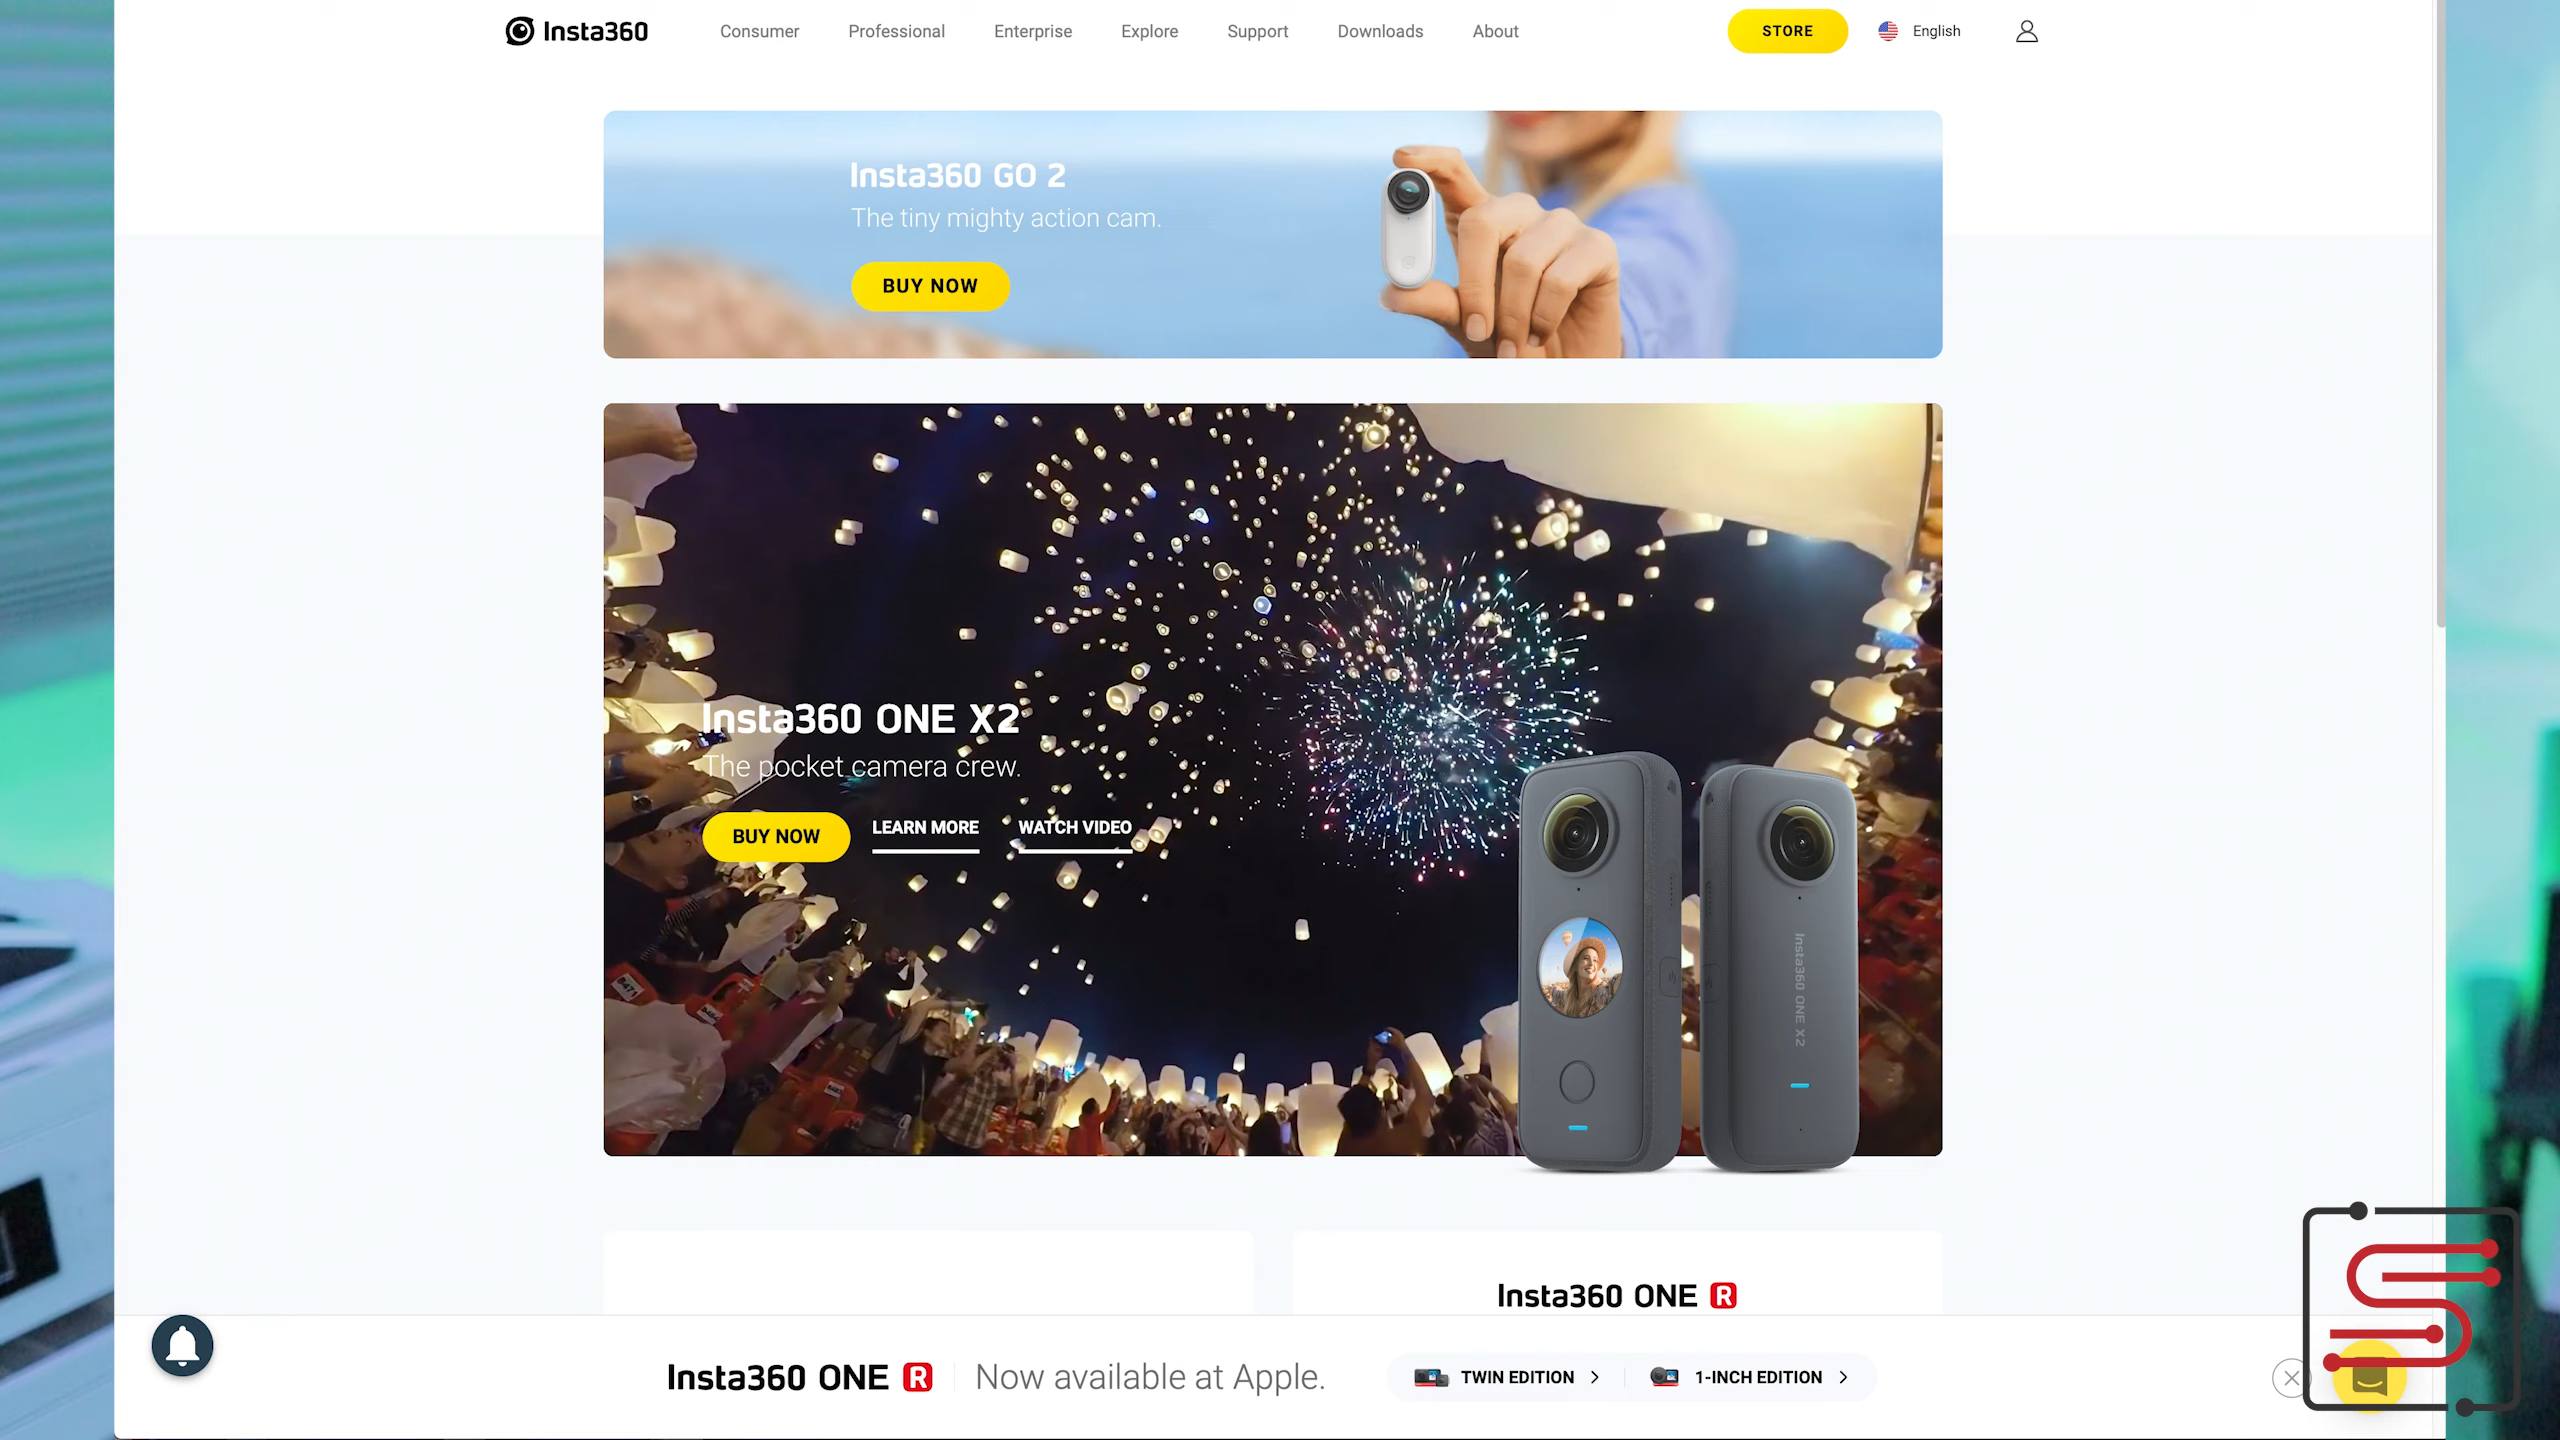 Insta360
Consumer
Professional
Enterprise
Explore
Support
Downloads
About
STORE
English
Insta360 GO 2
The tiny mighty action cam.
BUY NOW
Insta360 ONE X2
The pocket camera crew.
BUY NOW
LEARN MORE
WATCH VIDEO
Insta360 ONE X2
8471
Insta360 ONE R
Insta360 ONE R
Now available at Apple.
TWIN EDITION
1-INCH EDITION